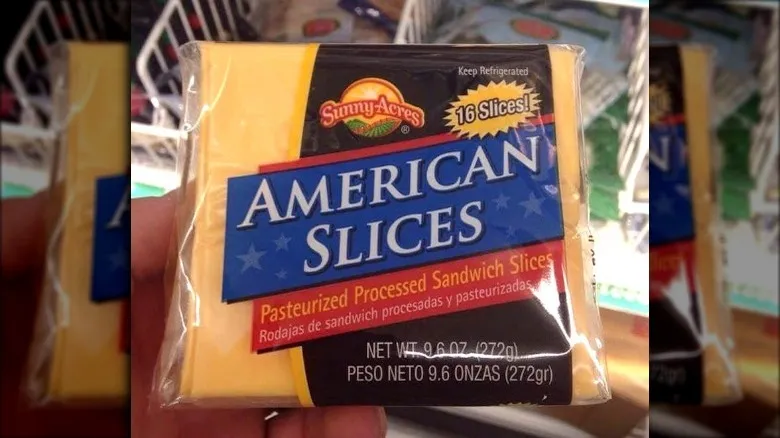 Keep Refrigerated
Sunny Acres
®
16 Slices!
AMERICAN
SLICES
Pasteurized Processed Sandwich Slices
Rodajas de sandwich procesadas y pasteurizadas
NET WT. 9.6 OZ. (272g)
PESO NETO 9.6 ONZAS (272gr)